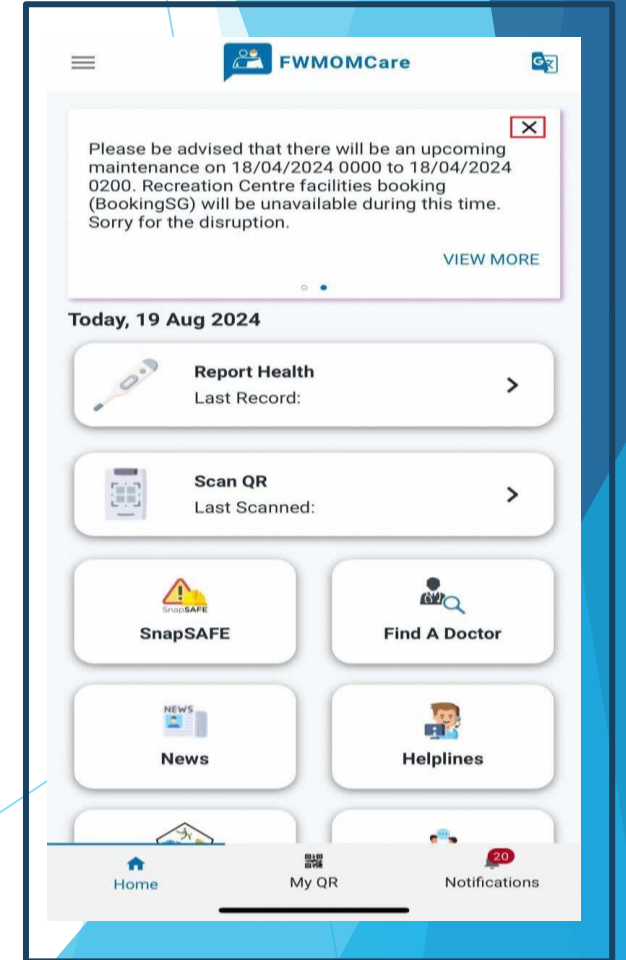 FWMOMCare
Please be advised that there will be an upcoming
maintenance on 18/04/2024 0000 to 18/04/2024
0200. Recreation Centre facilities booking
(BookingSG) will be unavailable during this time.
Sorry for the disruption.
VIEW MORE
Today, 19 Aug 2024
Report Health
Last Record:
Scan QR
Last Scanned:
SnapSAFE
SnapSAFE
Find A Doctor
NEWS
News
Helplines
20
Home
My QR
Notifications